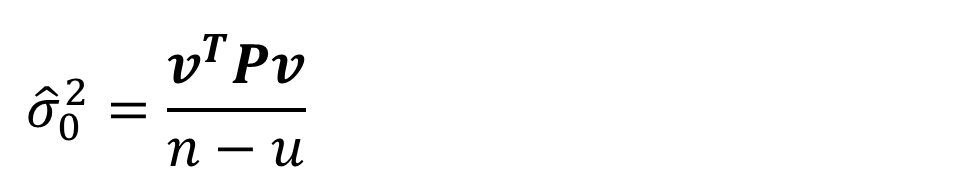 σ̂₀² = vᵀPv / (n − u)